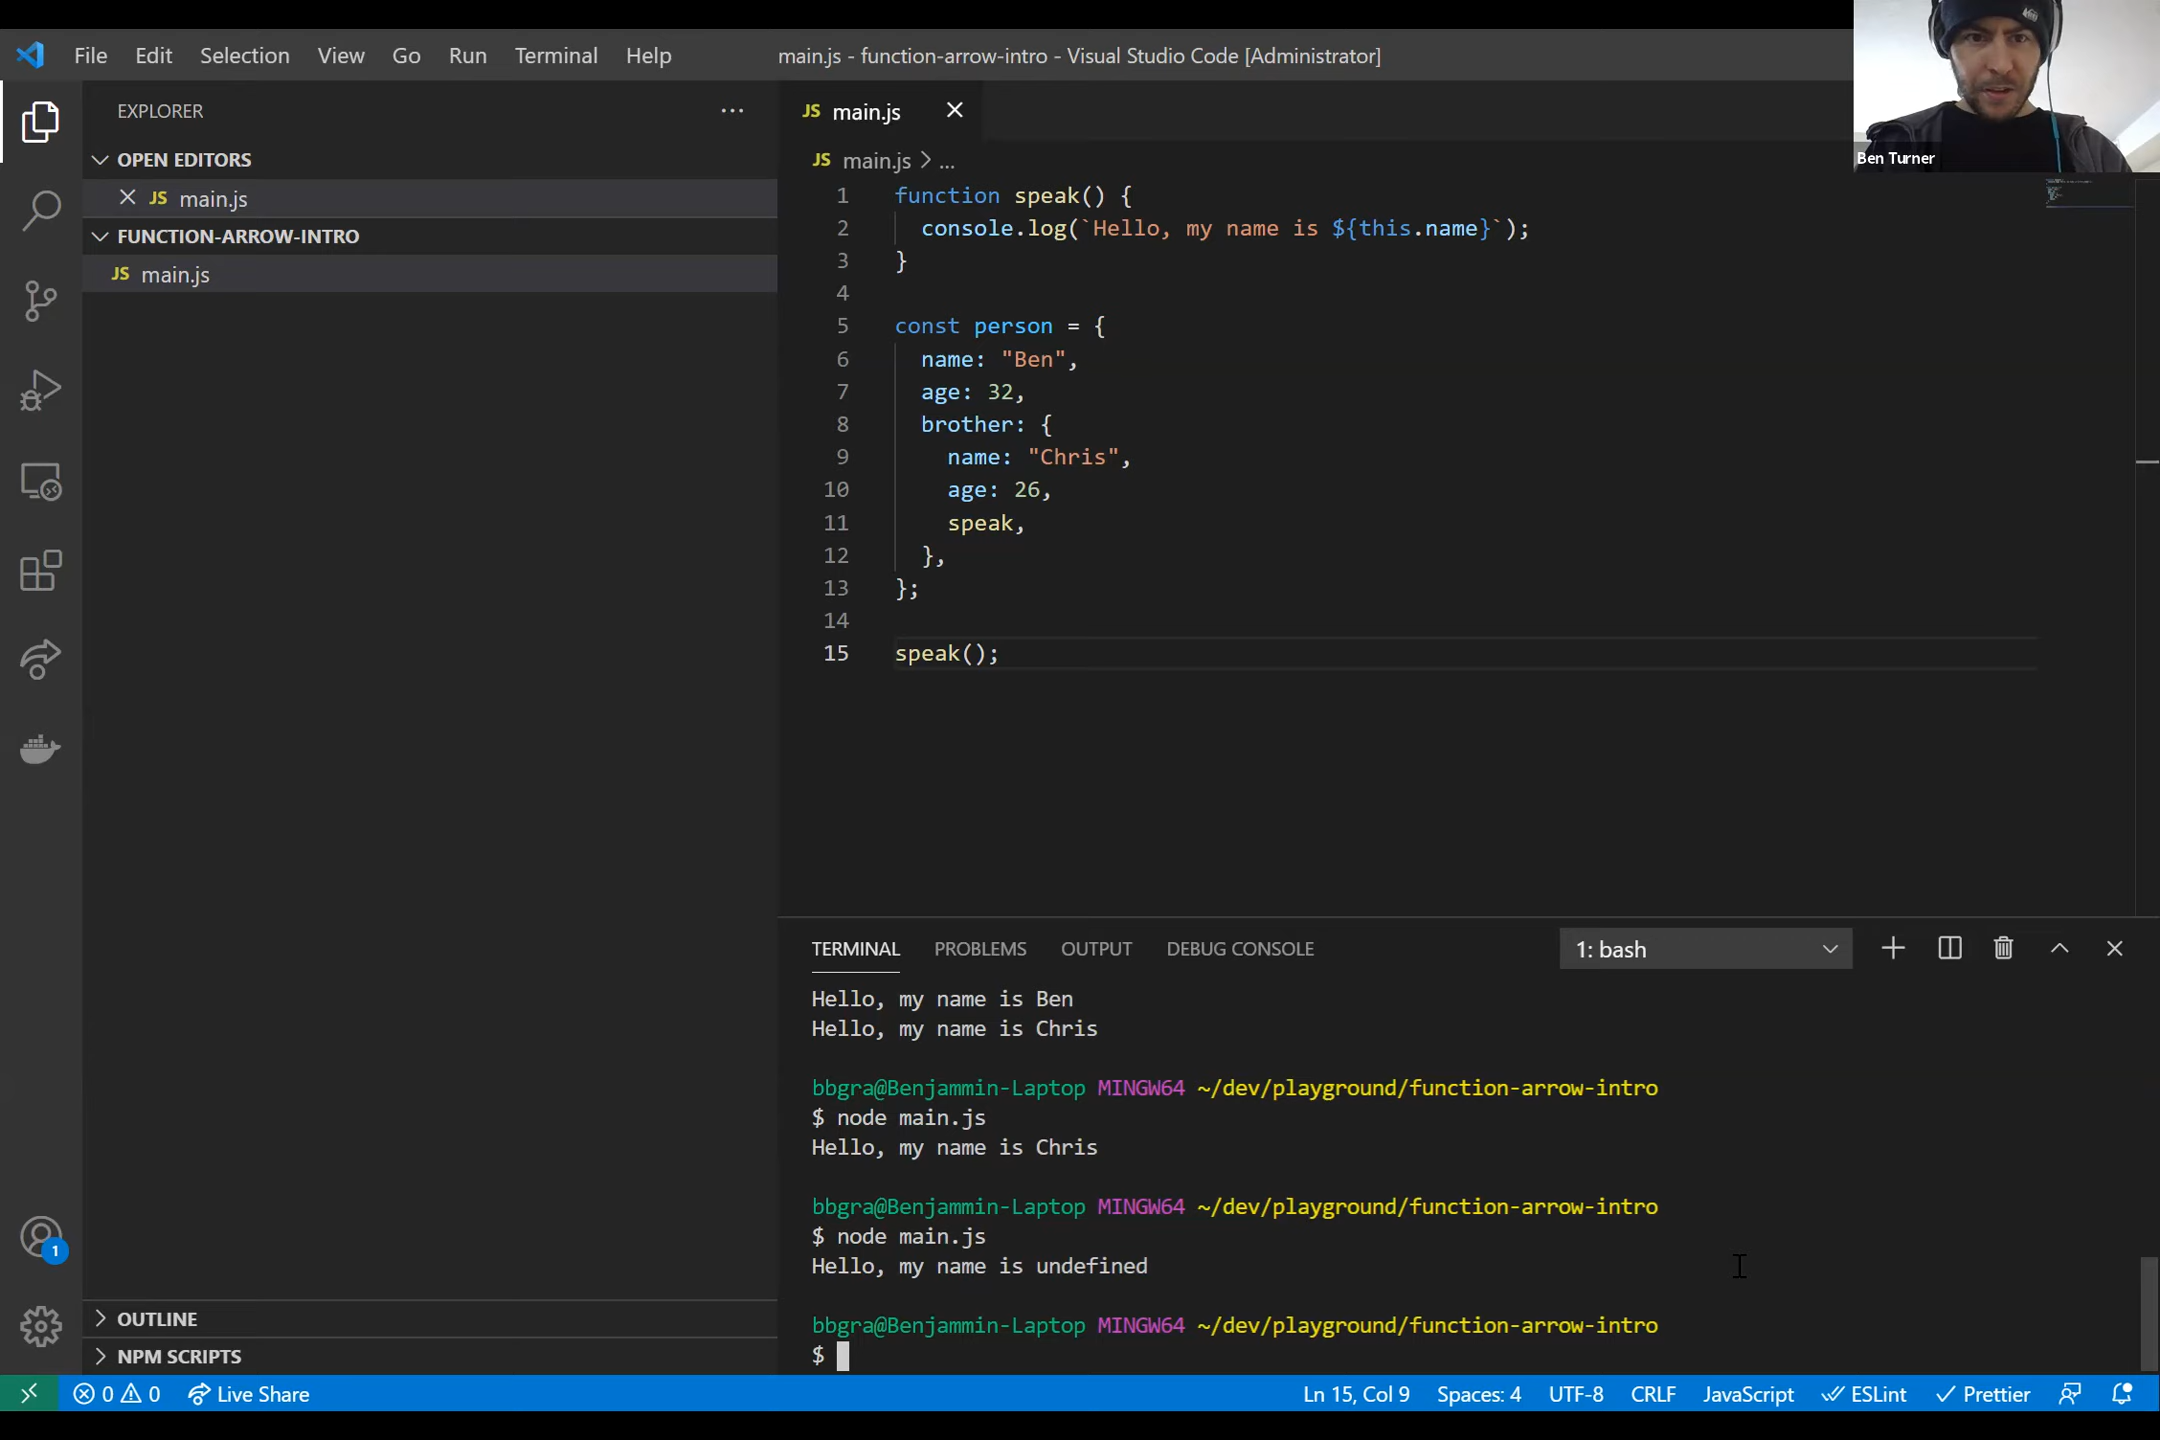 File Edit Selection View Go Run Terminal Help main.js - function-arrow-intro - Visual Studio Code [Administrator]
EXPLORER ...
OPEN EDITORS
JS main.js
FUNCTION-ARROW-INTRO
JS main.js
OUTLINE
NPM SCRIPTS
JS main.js
JS main.js > ...
Ben Turner
1 function speak() {
2 console.log(`Hello, my name is ${this.name}`);
3 }
4
5 const person = {
6 name: "Ben",
7 age: 32,
8 brother: {
9 name: "Chris",
10 age: 26,
11 speak,
12 },
13 };
14
15 speak();
TERMINAL PROBLEMS OUTPUT DEBUG CONSOLE 1: bash
Hello, my name is Ben
Hello, my name is Chris
bbgra@Benjammin-Laptop MINGW64 ~/dev/playground/function-arrow-intro
$ node main.js
Hello, my name is Chris
bbgra@Benjammin-Laptop MINGW64 ~/dev/playground/function-arrow-intro
$ node main.js
Hello, my name is undefined
bbgra@Benjammin-Laptop MINGW64 ~/dev/playground/function-arrow-intro
$
1
0 0 Live Share Ln 15, Col 9 Spaces: 4 UTF-8 CRLF JavaScript ESLint Prettier